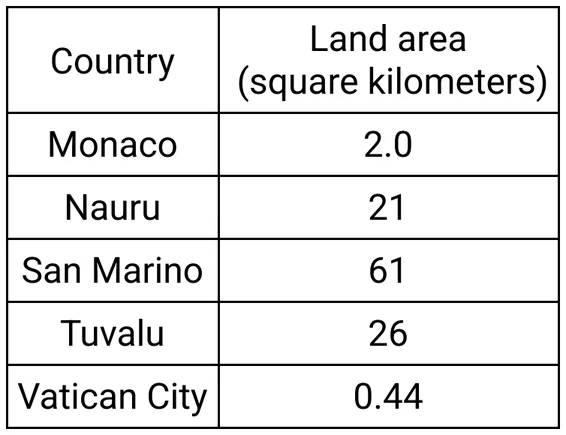 Country
Land area
(square kilometers)
Monaco 2.0
Nauru 21
San Marino 61
Tuvalu 26
Vatican City 0.44